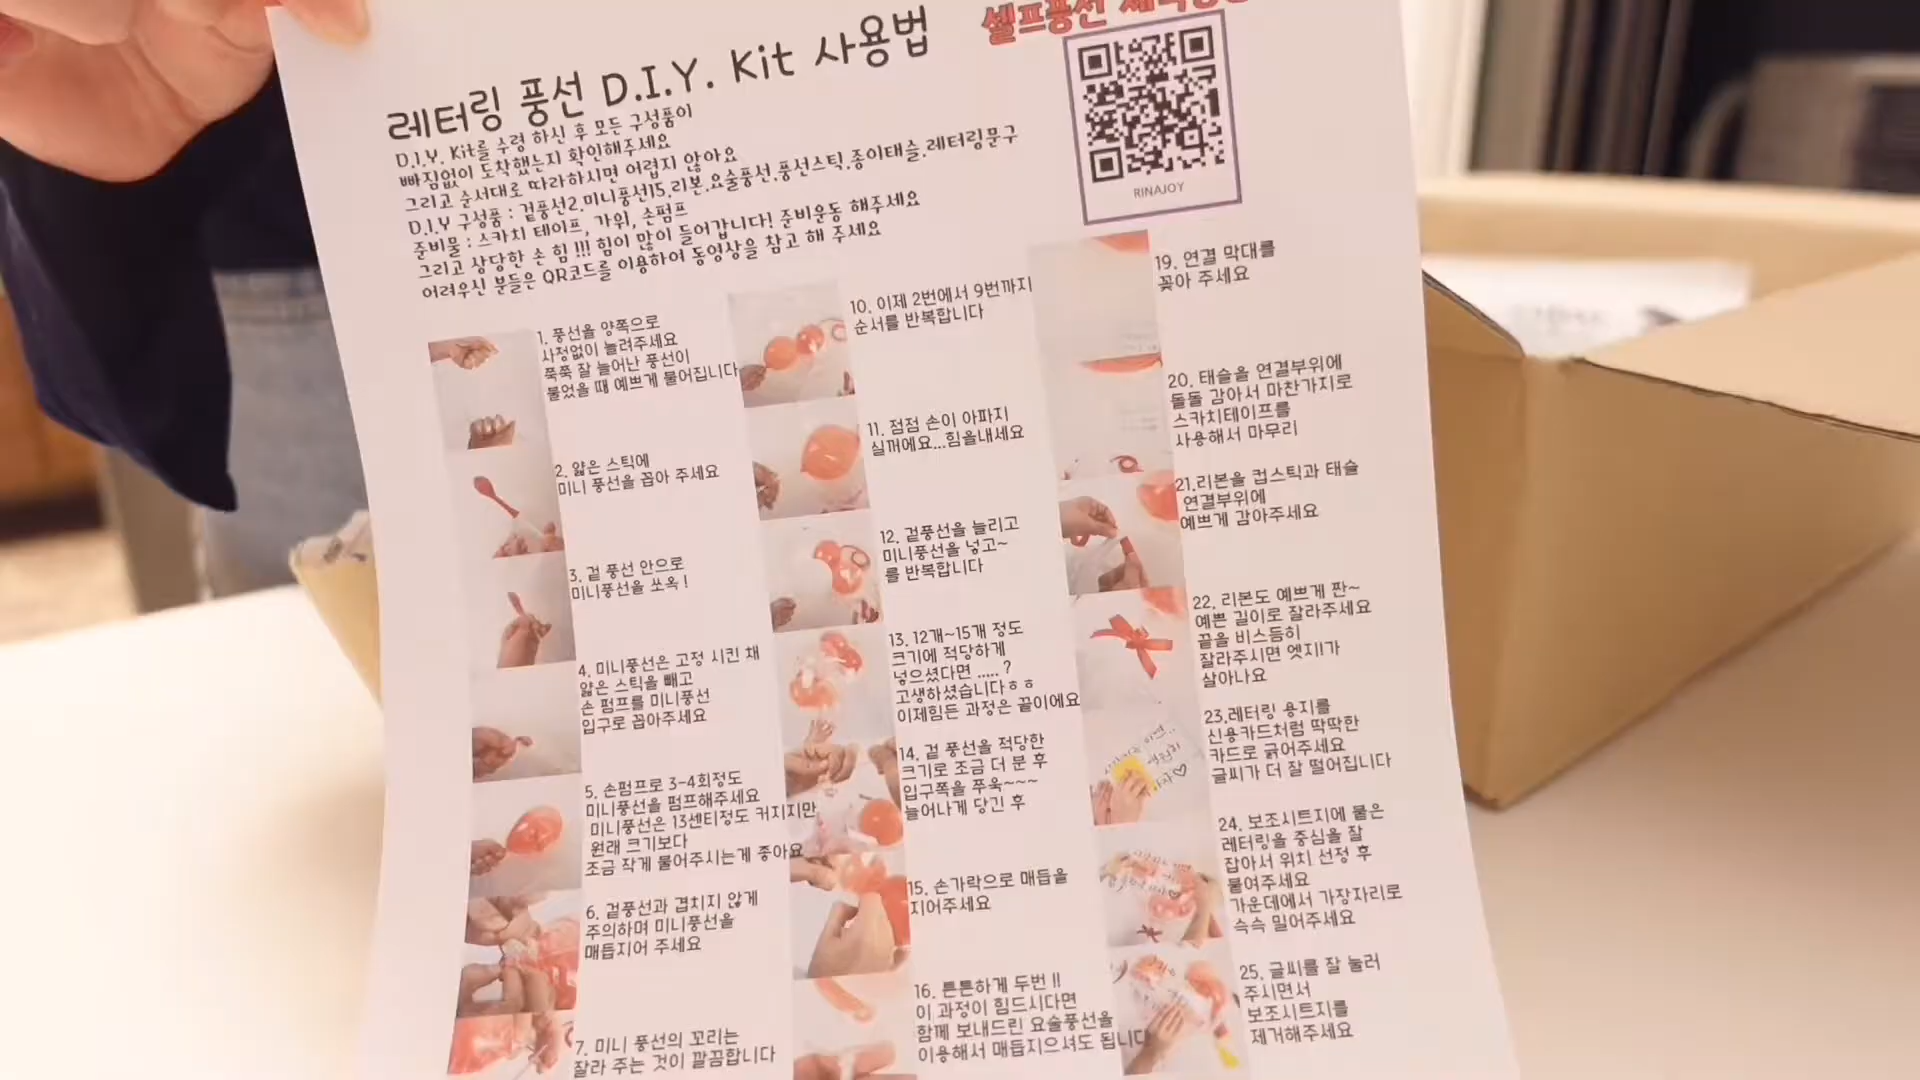 레터링 풍선 D.I.Y. Kit 사용법
셀프풍선
D.I.Y. Kit를 수령 하신 후 모든 구성품이
빠짐없이 도착했는지 확인해주세요
그리고 순서대로 따라하시면 어렵지 않아요
D.I.Y 구성품 : 겉풍선2.미니풍선15.리본.요술풍선.풍선스틱.종이태슬.레터링문구
준비물 : 스카치 테이프, 가위, 손펌프
그리고 상당한 손 힘 !!! 힘이 많이 들어갑니다! 준비운동 해주세요
어려우신 분들은 QR코드를 이용하여 동영상을 참고 해 주세요
RINAJOY
1. 풍선을 양쪽으로
사정없이 늘려주세요
쭉쭉 잘 늘어난 풍선이
불었을 때 예쁘게 불어집니다
2. 얇은 스틱에
미니 풍선을 꼽아 주세요
3. 겉 풍선 안으로
미니풍선을 쏘옥 !
4. 미니풍선은 고정 시킨 채
얇은 스틱을 빼고
손 펌프를 미니풍선
입구로 꼽아주세요
5. 손펌프로 3-4회정도
미니풍선을 펌프해주세요
미니풍선은 13센티정도 커지지만
원래 크기보다
조금 작게 불어주시는게 좋아요
6. 겉풍선과 겹치지 않게
주의하며 미니풍선을
매듭지어 주세요
7. 미니 풍선의 꼬리는
잘라 주는 것이 깔끔합니다
10. 이제 2번에서 9번까지
순서를 반복합니다
11. 점점 손이 아파지
실꺼에요...힘을내세요
12. 겉풍선을 늘리고
미니풍선을 넣고~
를 반복합니다
13. 12개~15개 정도
크기에 적당하게
넣으셨다면 ..... ?
고생하셨습니다ㅎㅎ
이제힘든 과정은 끝이에요
14. 겉 풍선을 적당한
크기로 조금 더 분 후
입구쪽을 쭈욱~~~
늘어나게 당긴 후
15. 손가락으로 매듭을
지어주세요
16. 튼튼하게 두번 !!
이 과정이 힘드시다면
함께 보내드린 요술풍선을
이용해서 매듭지으셔도 됩니다
19. 연결 막대를
꽂아 주세요
20. 태슬을 연결부위에
돌돌 감아서 마찬가지로
스카치테이프를
사용해서 마무리
21.리본을 컵스틱과 태슬
연결부위에
예쁘게 감아주세요
22. 리본도 예쁘게 짠~
예쁜 길이로 잘라주세요
끝을 비스듬히
잘라주시면 엣지!가
살아나요
23.레터링 용지를
신용카드처럼 딱딱한
카드로 긁어주세요
글씨가 더 잘 떨어집니다
24. 보조시트지에 붙은
레터링을 중심을 잘
잡아서 위치 선정 후
붙여주세요
가운데에서 가장자리로
슥슥 밀어주세요
25. 글씨를 잘 눌러
주시면서
보조시트지를
제거해주세요